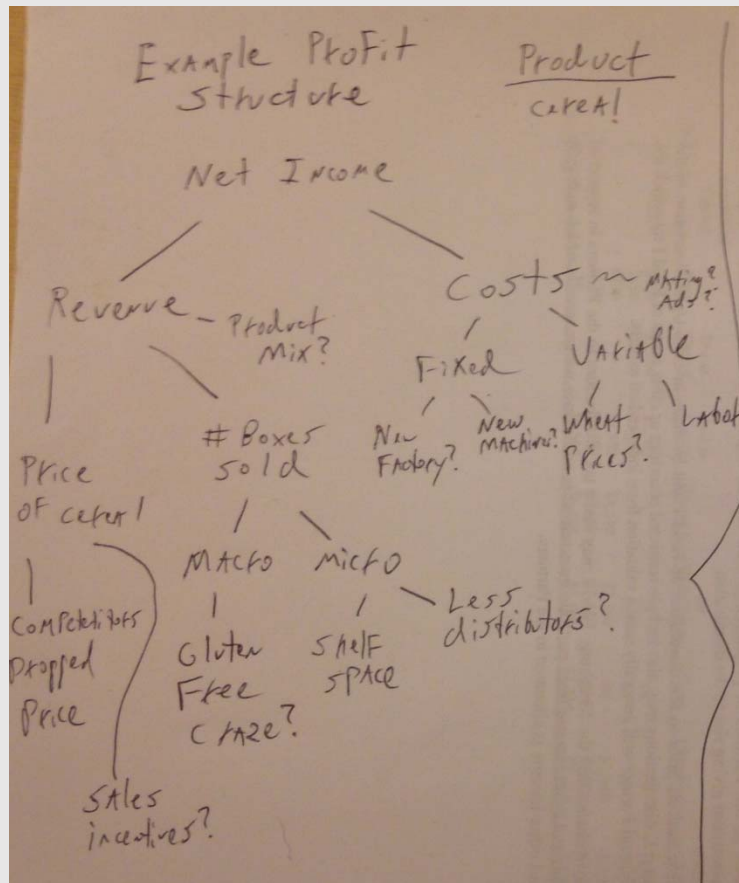 Example Profit
Structure
Product
cereal
Net Income
Revenue
Product
Mix?
Costs
Mkting?
Ads?
Fixed
Variable
New
Factory?
New
Machines?
Wheat
Prices?
Labor
Price
of cereal
# Boxes
sold
Macro
Micro
Competitors
Dropped
Price
Gluten
Free
Craze?
Shelf
Space
Less
distributors?
Sales
incentives?